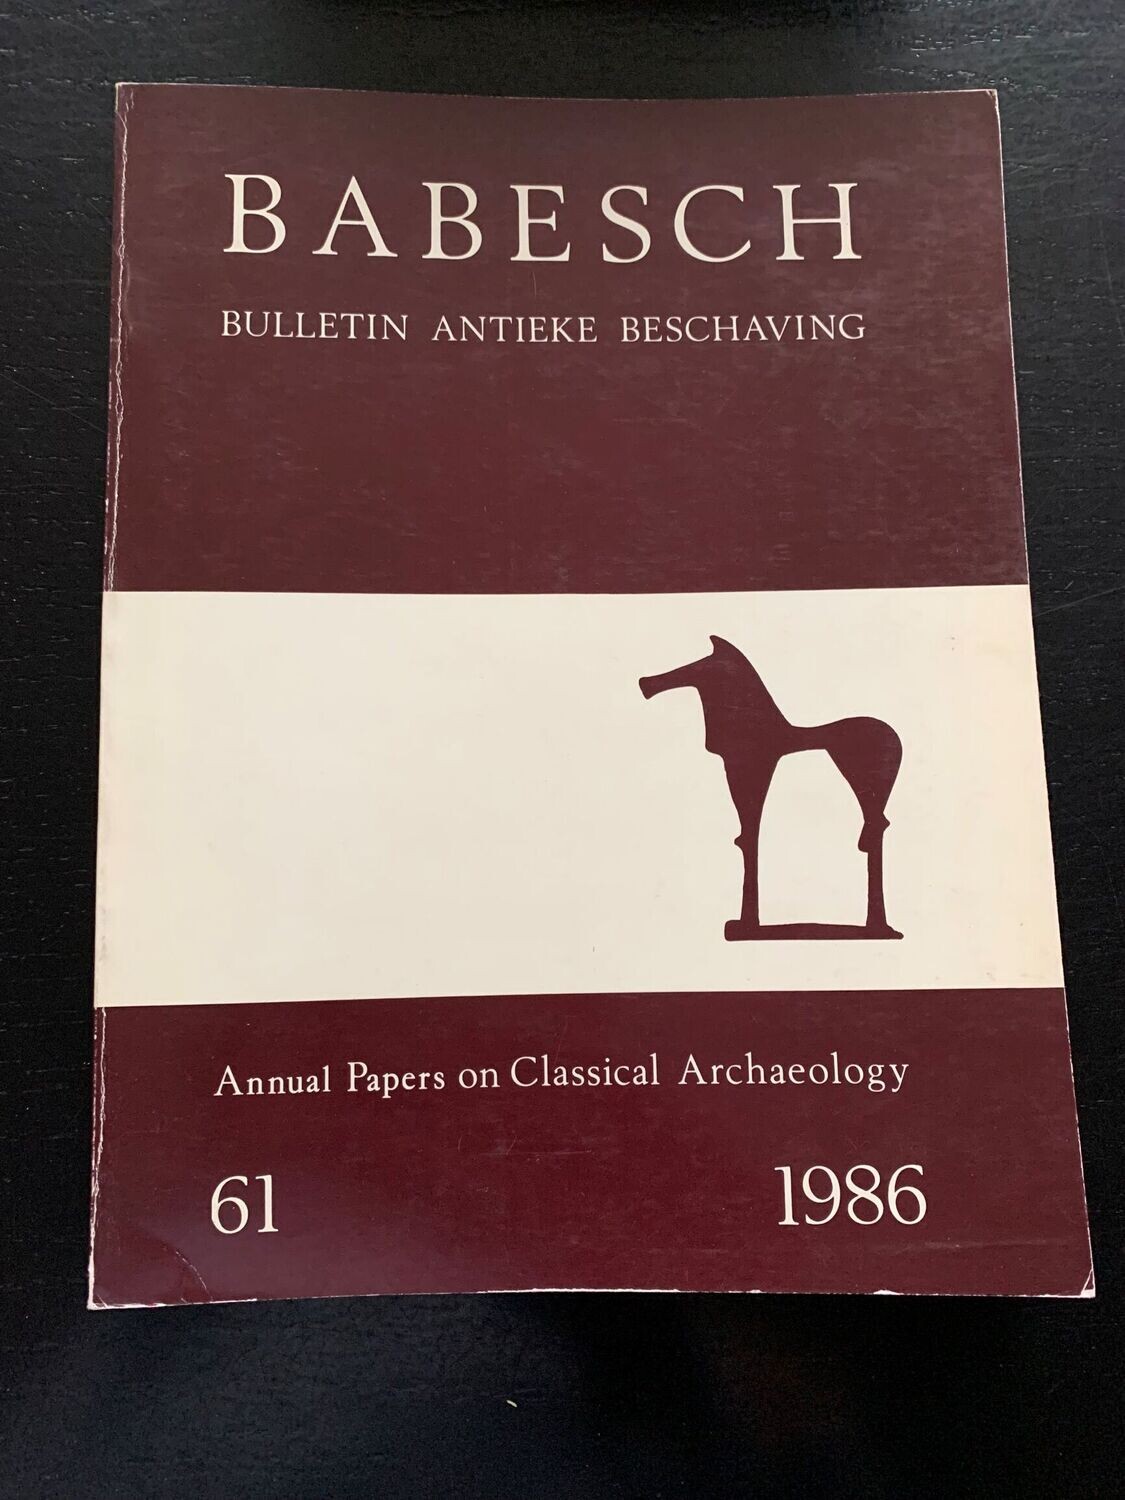 BABESCH
BULLETIN ANTIEKE BESCHAVING
Annual Papers on Classical Archaeology
61 1986